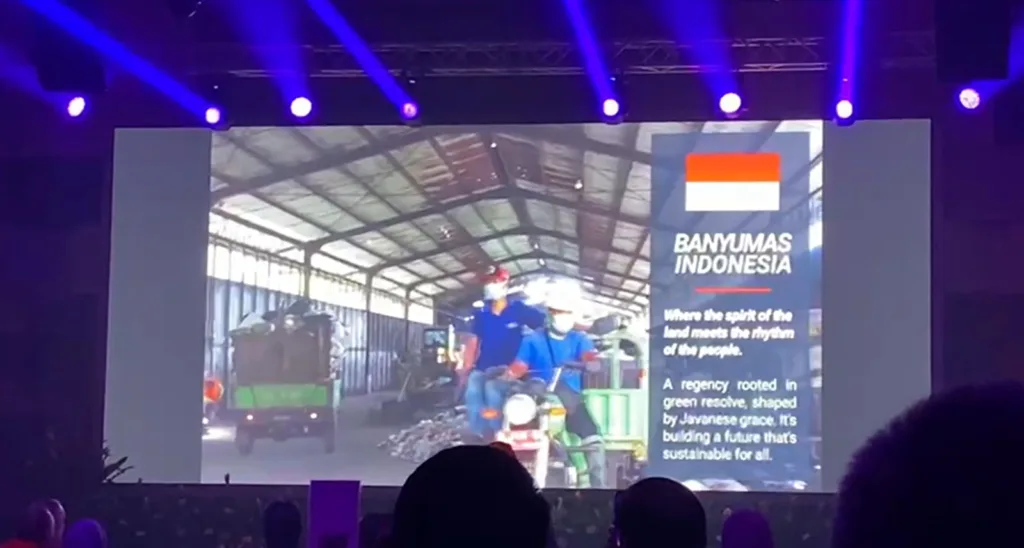 BANYUMAS
INDONESIA
Where the spirit of the
land meets the rhythm
of the people.
A regency rooted in
green resolve, shaped
by Javanese grace. It's
building a future that's
sustainable for all.